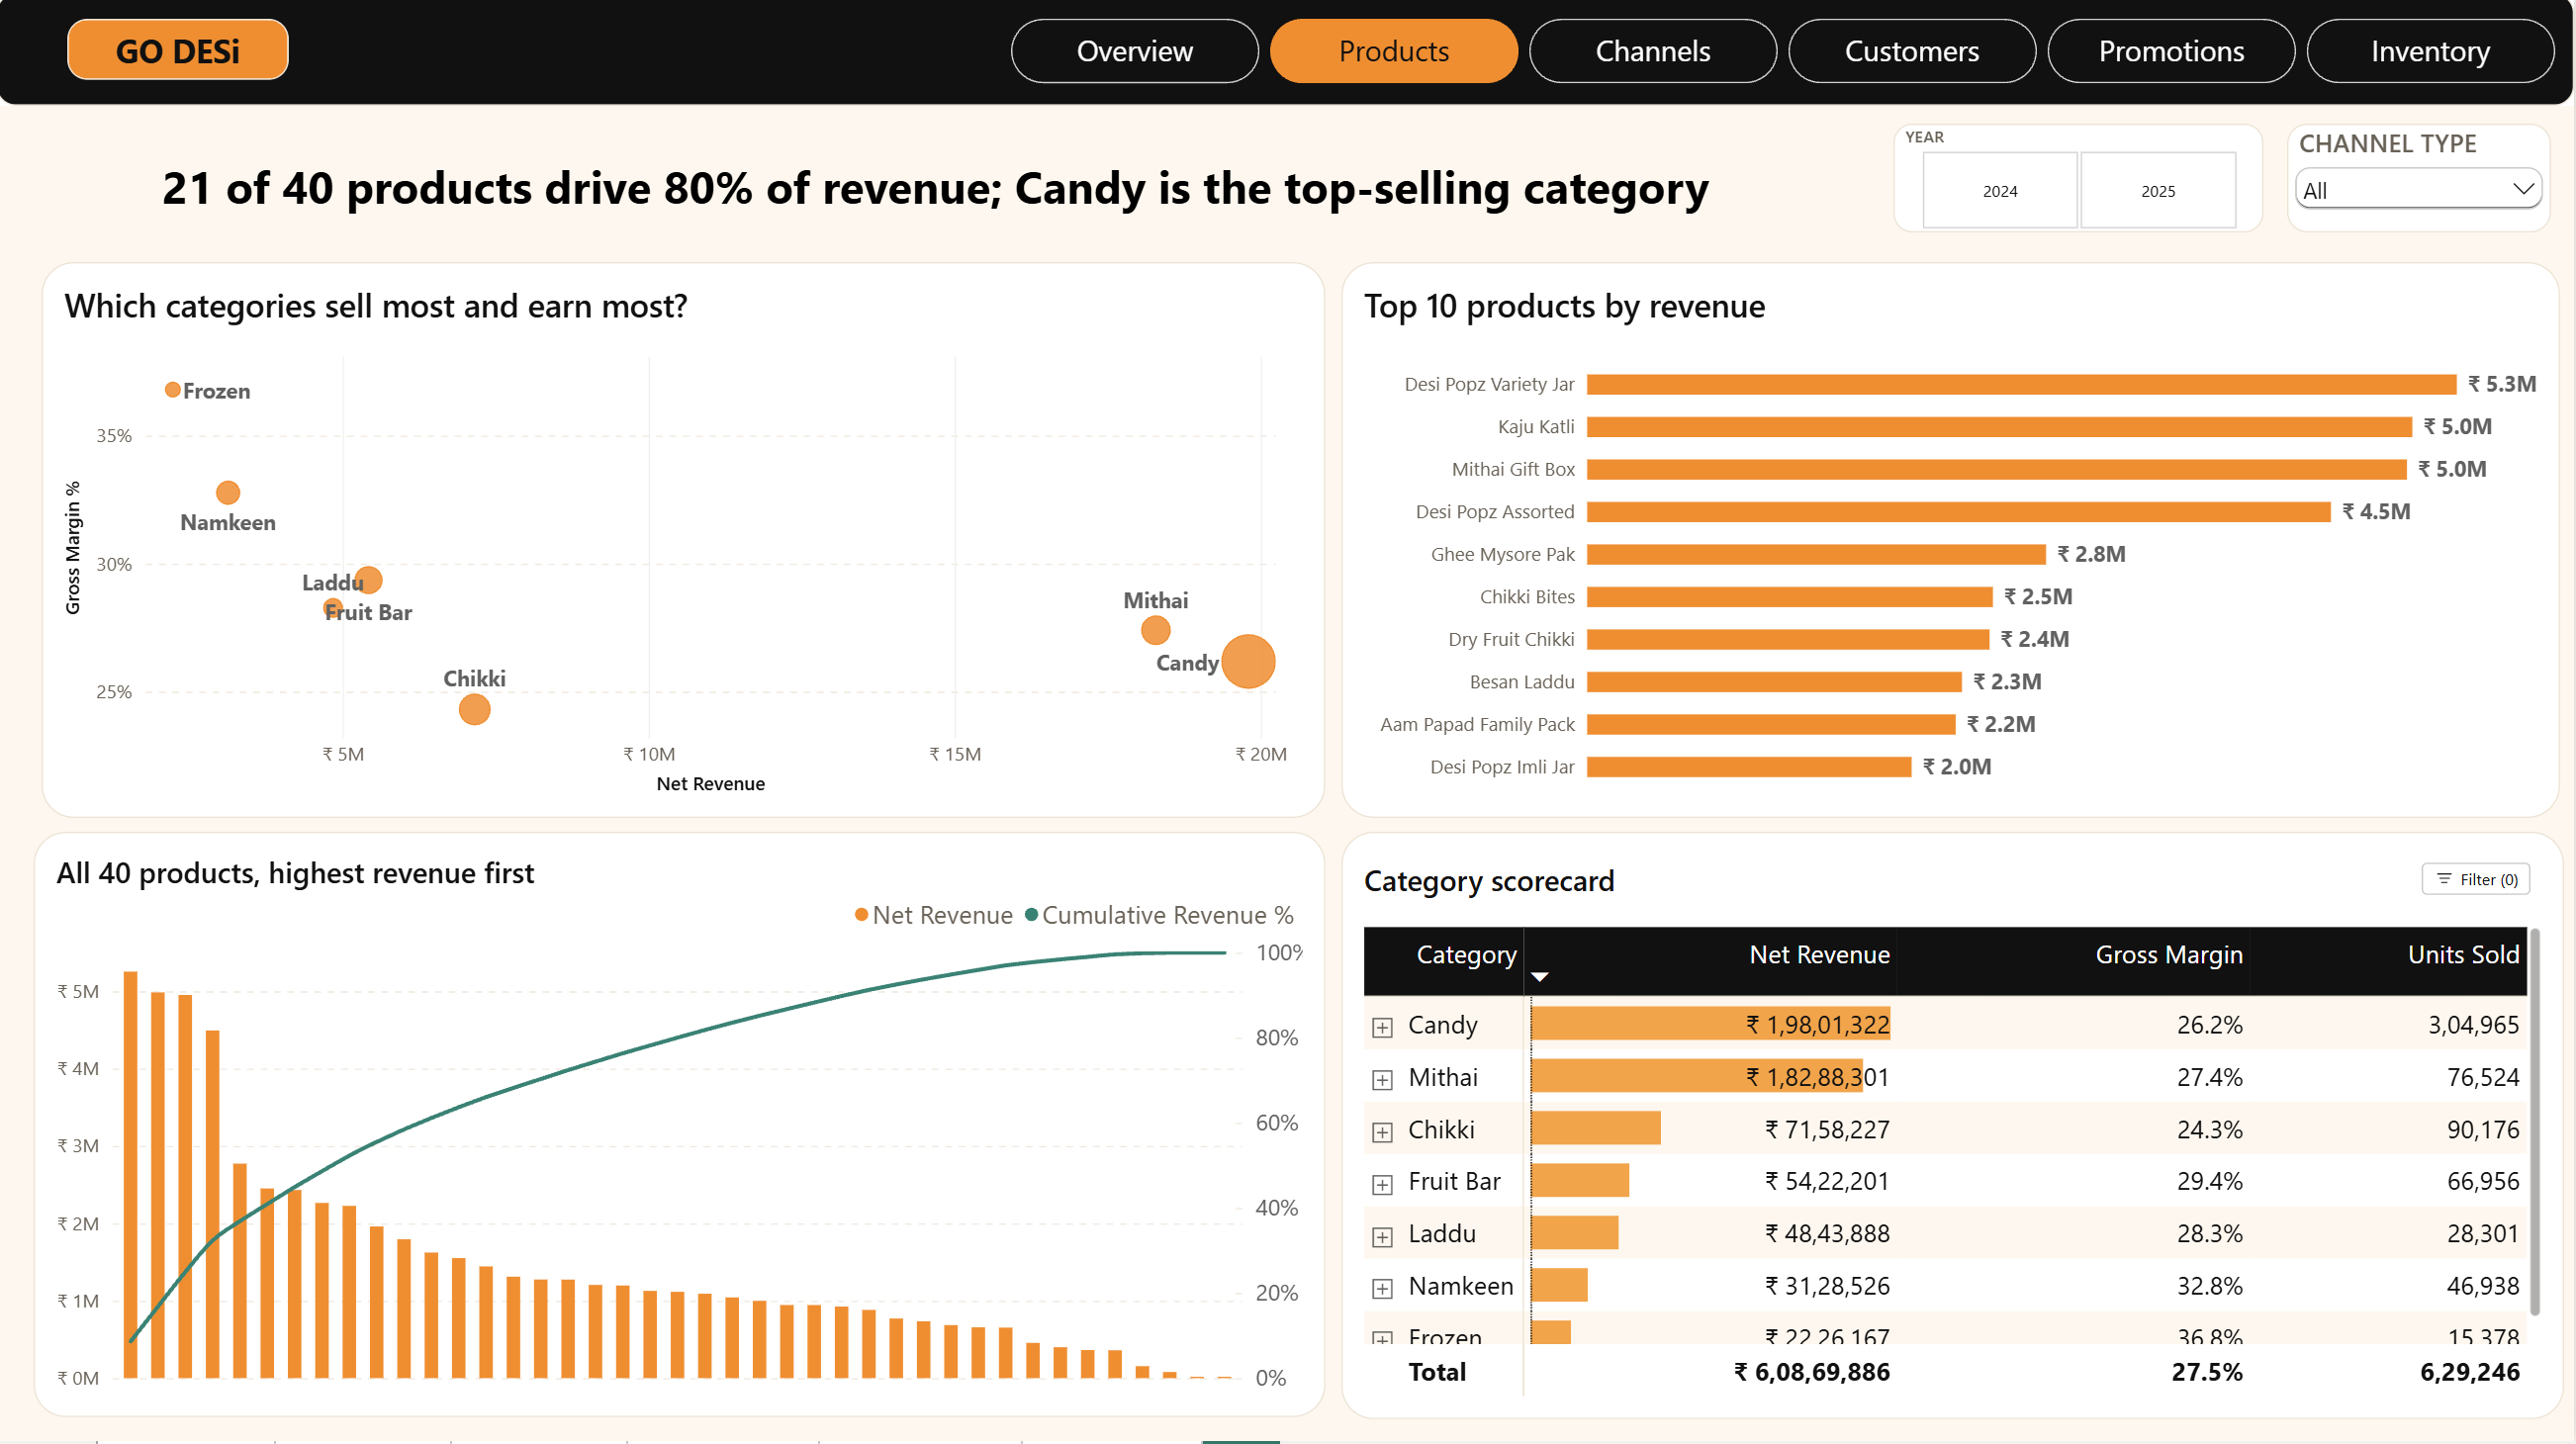 GO DESi
Overview
Products
Channels
Customers
Promotions
Inventory
21 of 40 products drive 80% of revenue; Candy is the top-selling category
YEAR
2024
2025
CHANNEL TYPE
All
Which categories sell most and earn most?
Gross Margin %
35%
30%
25%
Frozen
Namkeen
Laddu
Fruit Bar
Chikki
Mithai
Candy
₹ 5M
₹ 10M
₹ 15M
₹ 20M
Net Revenue
Top 10 products by revenue
Desi Popz Variety Jar ₹ 5.3M
Kaju Katli ₹ 5.0M
Mithai Gift Box ₹ 5.0M
Desi Popz Assorted ₹ 4.5M
Ghee Mysore Pak ₹ 2.8M
Chikki Bites ₹ 2.5M
Dry Fruit Chikki ₹ 2.4M
Besan Laddu ₹ 2.3M
Aam Papad Family Pack ₹ 2.2M
Desi Popz Imli Jar ₹ 2.0M
All 40 products, highest revenue first
Net Revenue
Cumulative Revenue %
₹ 5M
₹ 4M
₹ 3M
₹ 2M
₹ 1M
₹ 0M
100%
80%
60%
40%
20%
0%
Category scorecard
Filter (0)
Category Net Revenue Gross Margin Units Sold
Candy ₹ 1,98,01,322 26.2% 3,04,965
Mithai ₹ 1,82,88,301 27.4% 76,524
Chikki ₹ 71,58,227 24.3% 90,176
Fruit Bar ₹ 54,22,201 29.4% 66,956
Laddu ₹ 48,43,888 28.3% 28,301
Namkeen ₹ 31,28,526 32.8% 46,938
Frozen ₹ 22,26,167 36.8% 15,378
Total ₹ 6,08,69,886 27.5% 6,29,246